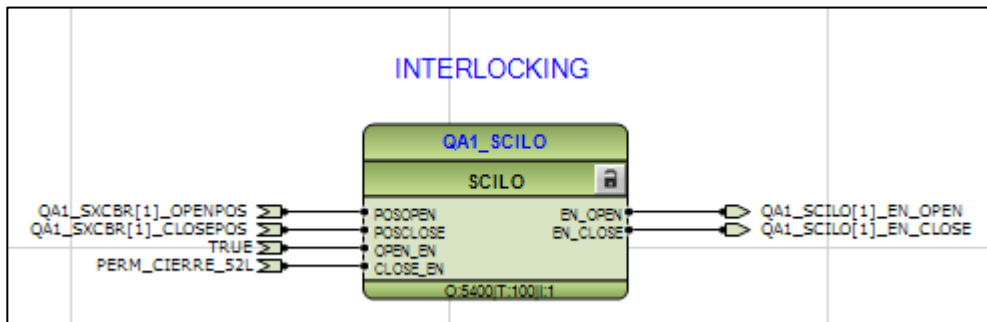 INTERLOCKING
QA1_SCILO
SCILO
QA1_SXCBR[1]_OPENPOS
QA1_SXCBR[1]_CLOSEPOS
TRUE
PERM_CIERRE_52L
POSOPEN
POSCLOSE
OPEN_EN
CLOSE_EN
EN_OPEN
EN_CLOSE
QA1_SCILO[1]_EN_OPEN
QA1_SCILO[1]_EN_CLOSE
O:5400|T:100|I:1